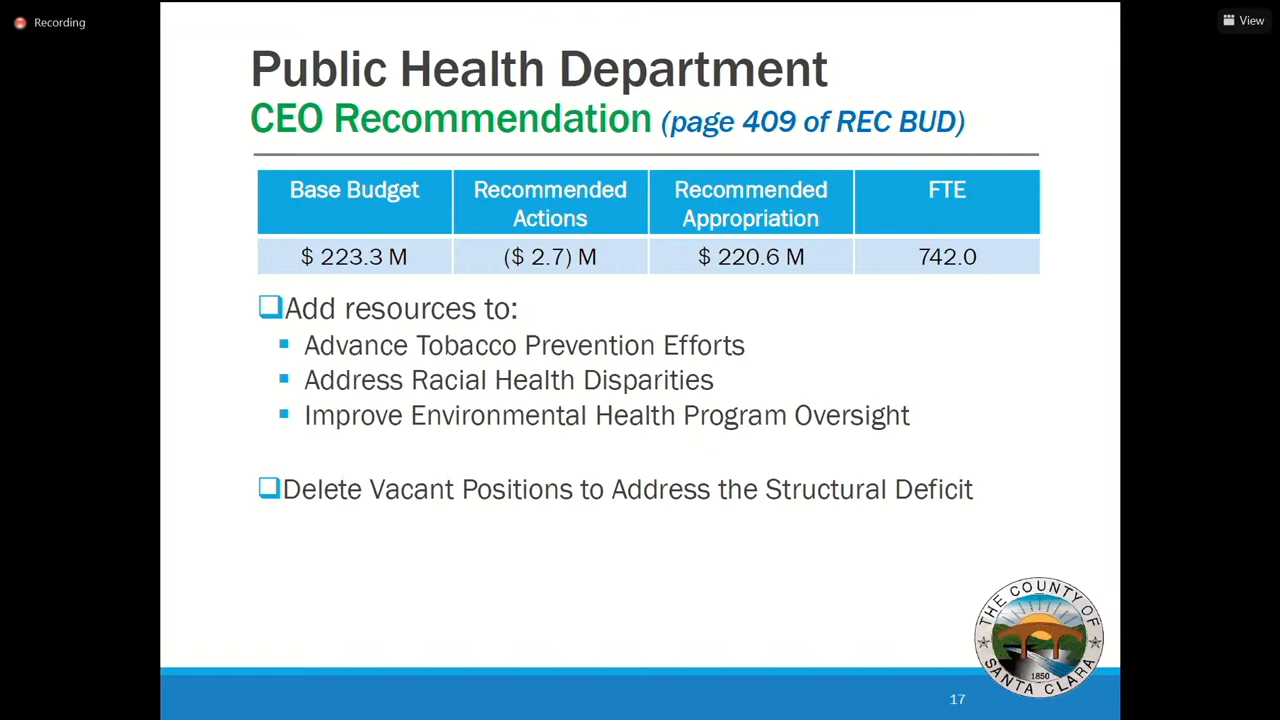 Recording
View
Public Health Department
CEO Recommendation (page 409 of REC BUD)
Base Budget
Recommended
Actions
Recommended
Appropriation
FTE
$ 223.3 M
($ 2.7) M
$ 220.6 M
742.0
Add resources to:
Advance Tobacco Prevention Efforts
Address Racial Health Disparities
Improve Environmental Health Program Oversight
Delete Vacant Positions to Address the Structural Deficit
THE COUNTY OF
SANTA CLARA
1850
17